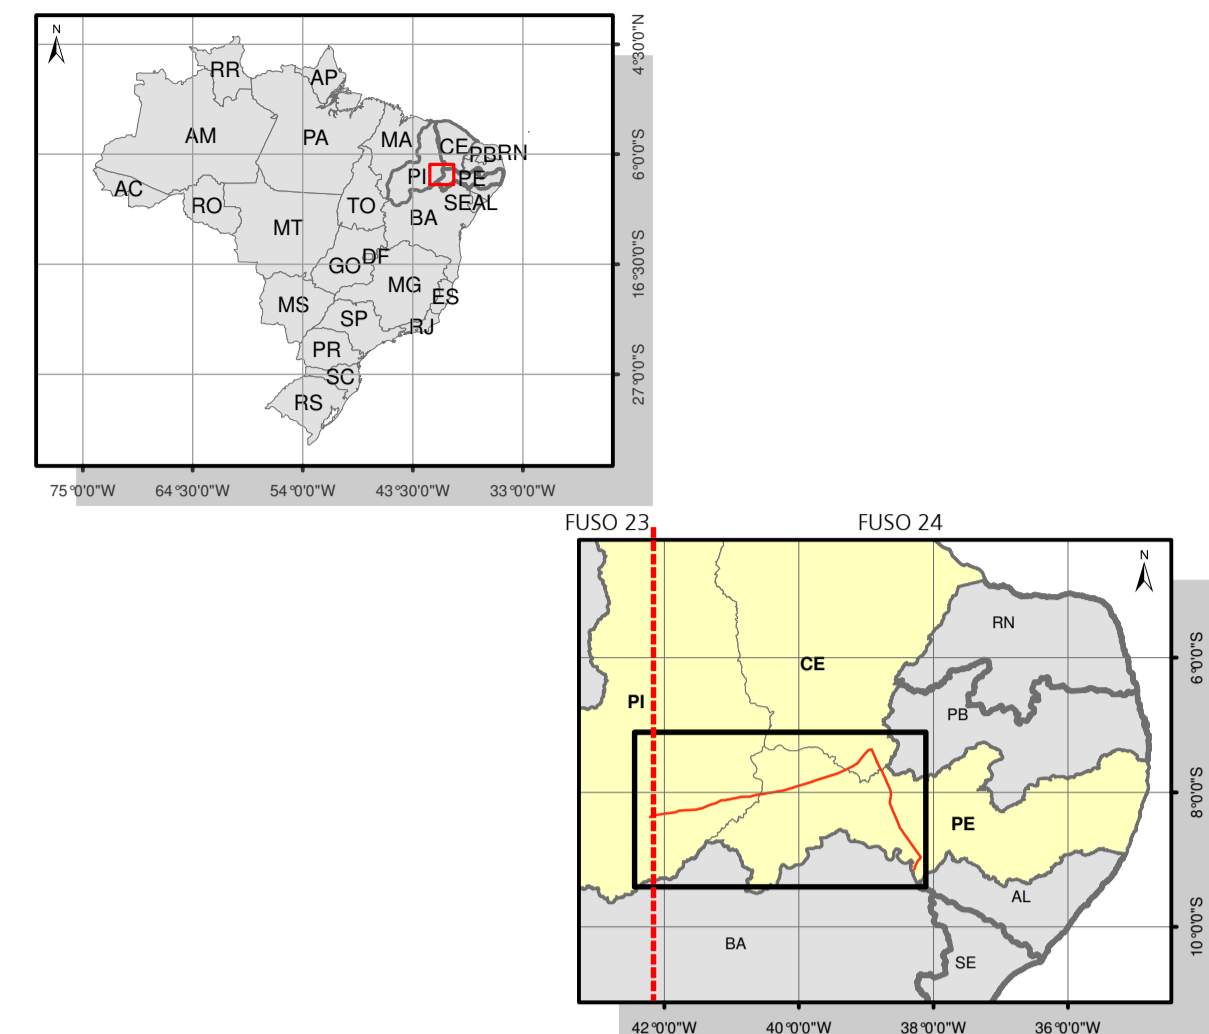 N
4°30'0"N
RR
AP
AM
PA
MA
CE
PB
RN
6°0'0"S
PI
PE
AC
RO
TO
SE
AL
BA
MT
DF
GO
16°30'0"S
MG
ES
MS
SP
RJ
PR
SC
27°0'0"S
RS
75°0'0"W 64°30'0"W 54°0'0"W 43°30'0"W 33°0'0"W
FUSO 23 FUSO 24
N
RN
6°0'0"S
CE
PI
PB
8°0'0"S
PE
AL
10°0'0"S
BA
SE
42°0'0"W 40°0'0"W 38°0'0"W 36°0'0"W